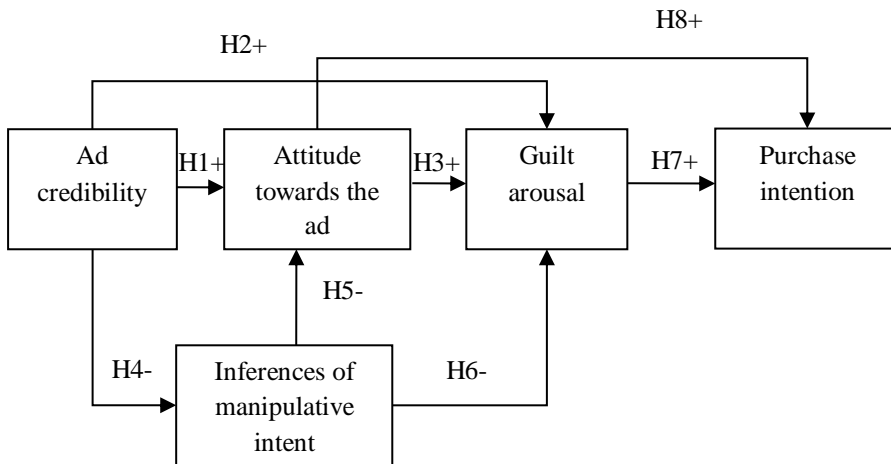 H8+
H2+
Ad
credibility
H1+
Attitude
towards the
ad
H3+
Guilt
arousal
H7+
Purchase
intention
H5-
H4-
Inferences of
manipulative
intent
H6-